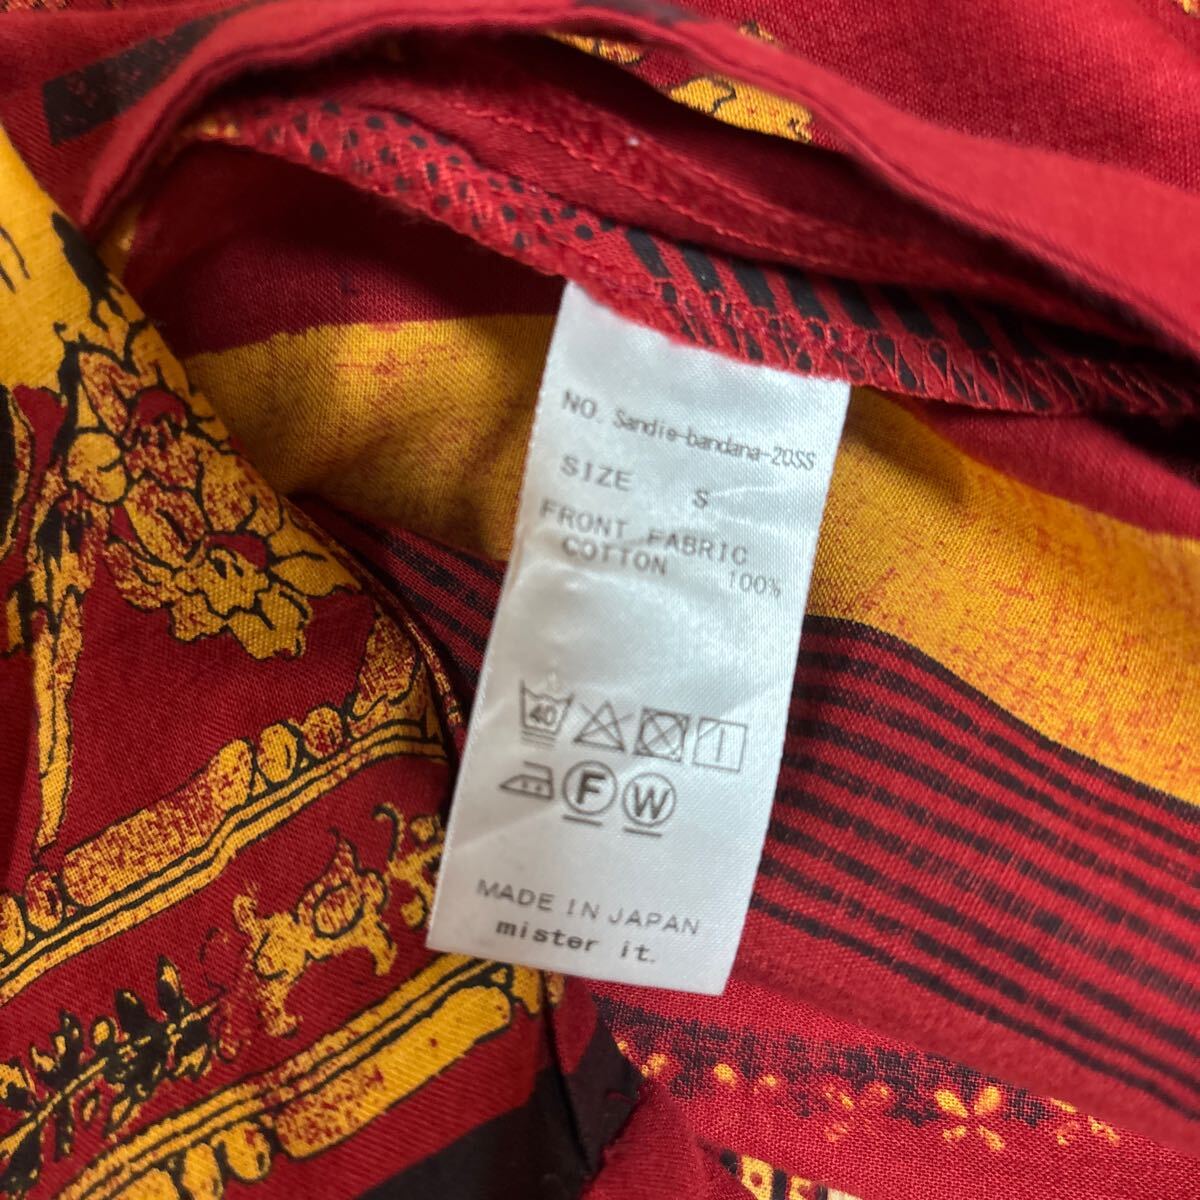 NO. Sandie-bandana-20SS
SIZE S
FRONT FABRIC
COTTON 100%
40
F W
MADE IN JAPAN
mister it.